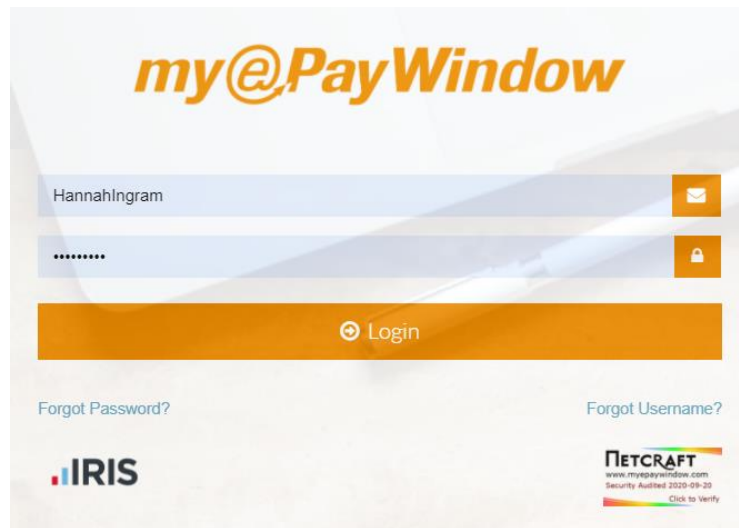 my@PayWindow
HannahIngram
•••••••••
Login
Forgot Password?
Forgot Username?
IRIS
NETCRAFT
www.myepaywindow.com
Security Audited 2020-09-20
Click to Verify